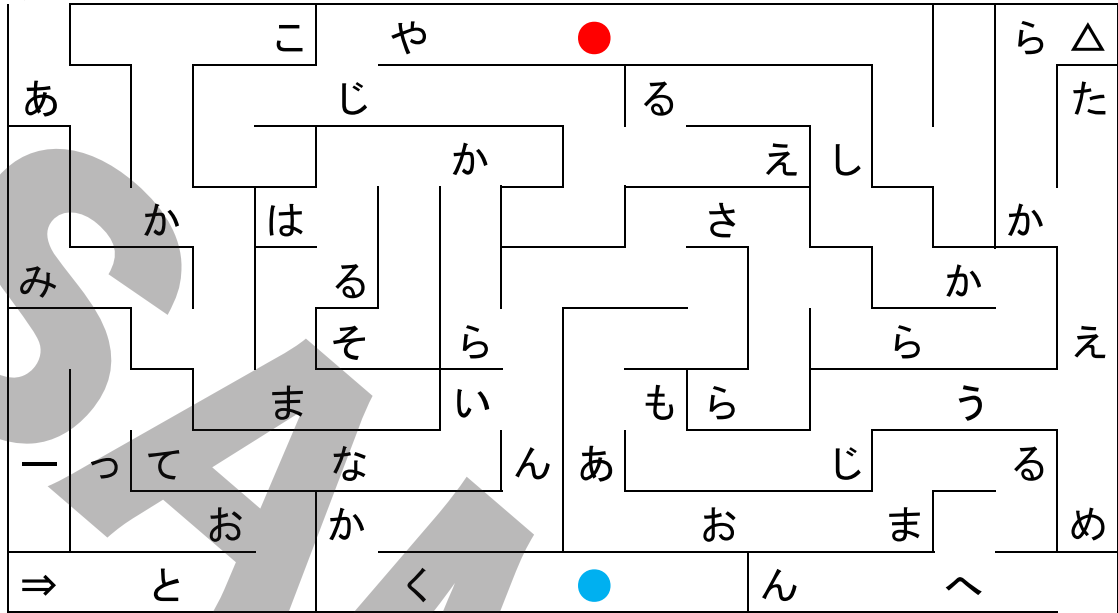 こ や ● ら △
あ じ る た
か え し
か は さ か
み る か
そ ら ら え
ま い も ら う
ー っ て な ん あ じ る
お か お ま め
⇒ と く ● ん へ
SAM